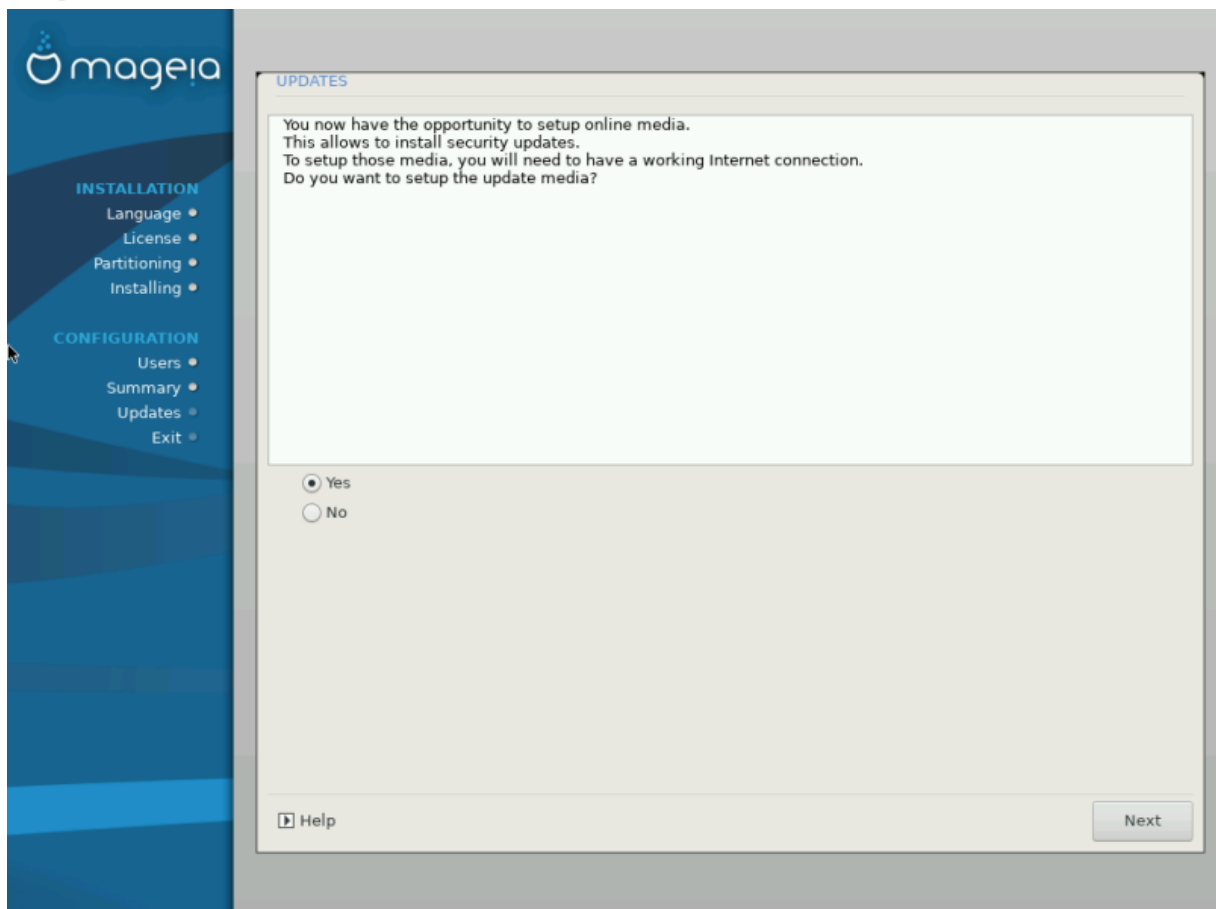 mageia
INSTALLATION
Language
License
Partitioning
Installing
CONFIGURATION
Users
Summary
Updates
Exit
UPDATES
You now have the opportunity to setup online media.
This allows to install security updates.
To setup those media, you will need to have a working Internet connection.
Do you want to setup the update media?
Yes
No
Help
Next